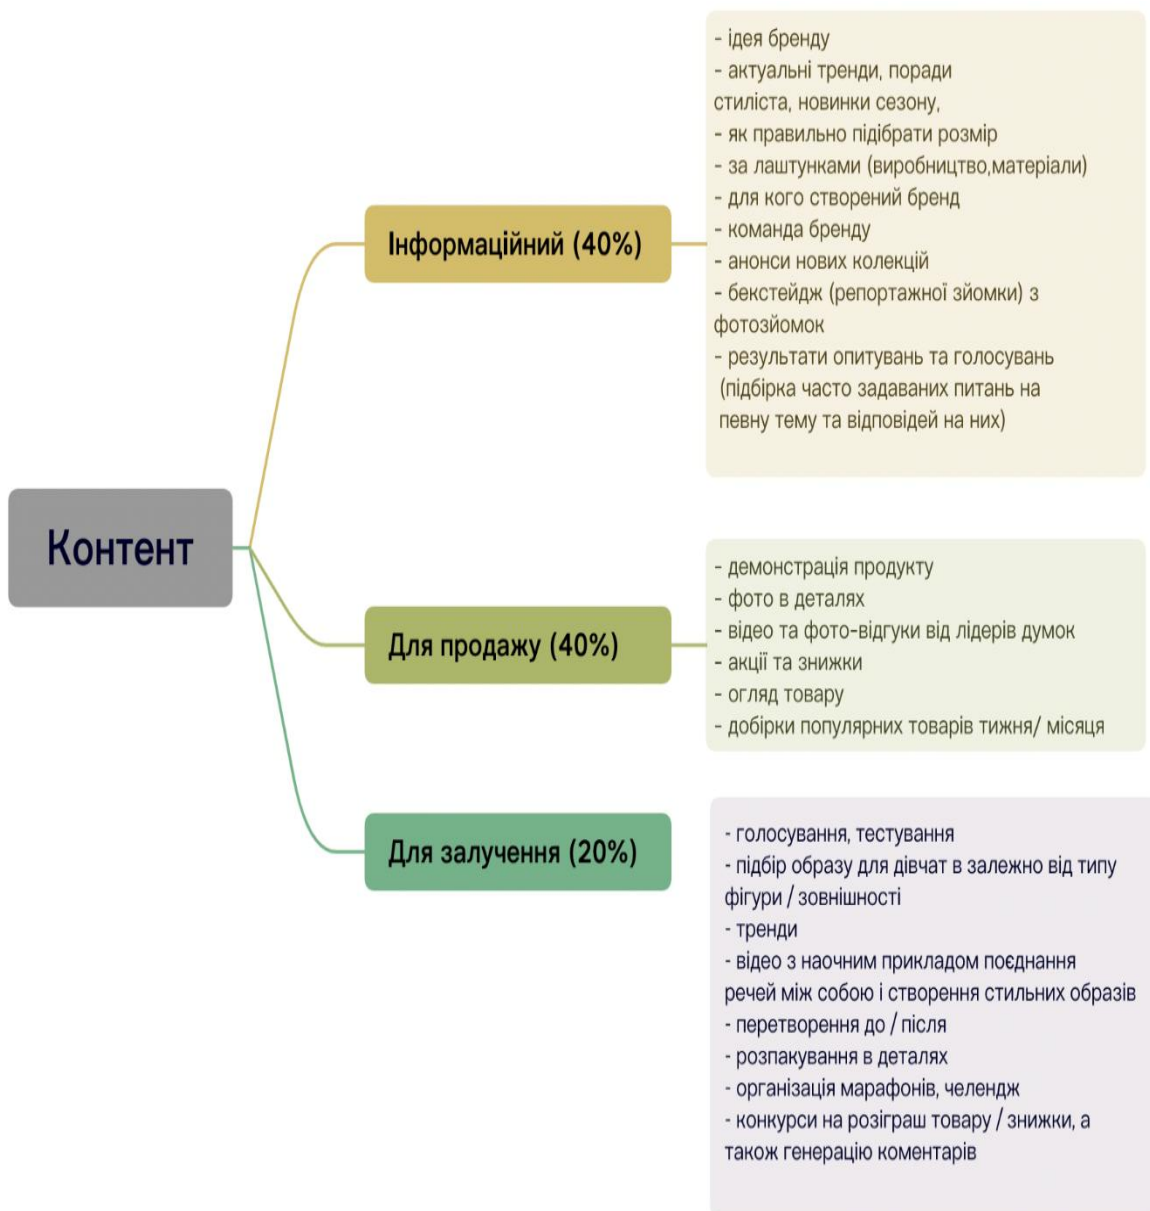 Контент
Інформаційний (40%)
- ідея бренду
- актуальні тренди, поради
стиліста, новинки сезону,
- як правильно підібрати розмір
- за лаштунками (виробництво,матеріали)
- для кого створений бренд
- команда бренду
- анонси нових колекцій
- бекстейдж (репортажної зйомки) з
фотозйомок
- результати опитувань та голосувань
(підбірка часто задаваних питань на
певну тему та відповідей на них)
Для продажу (40%)
- демонстрація продукту
- фото в деталях
- відео та фото-відгуки від лідерів думок
- акції та знижки
- огляд товару
- добірки популярних товарів тижня/ місяця
Для залучення (20%)
- голосування, тестування
- підбір образу для дівчат в залежно від типу
фігури / зовнішності
- тренди
- відео з наочним прикладом поєднання
речей між собою і створення стильних образів
- перетворення до / після
- розпакування в деталях
- організація марафонів, челендж
- конкурси на розіграш товару / знижки, а
також генерацію коментарів